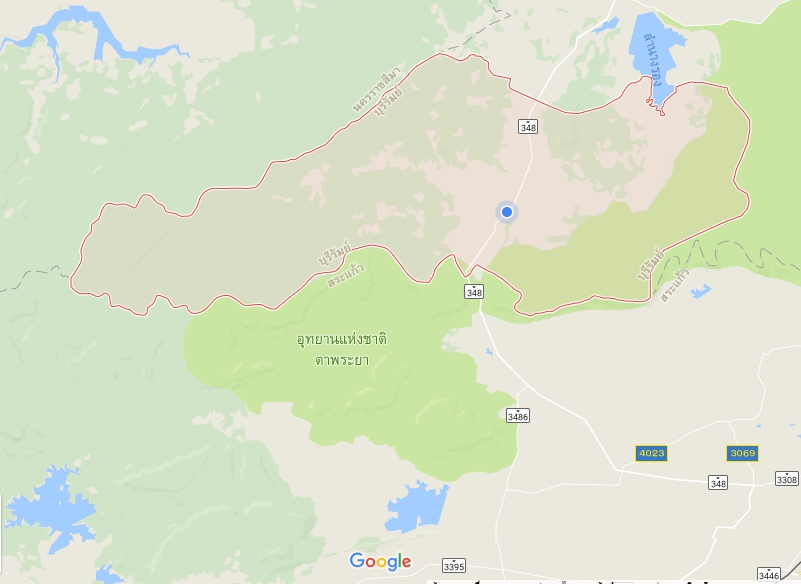 ลำนางรอง
นครราชสีมา
บุรีรัมย์
348
บุรีรัมย์
สระแก้ว
บุรีรัมย์
สระแก้ว
348
อุทยานแห่งชาติ
ตาพระยา
3486
4023
3069
348
3308
Google
3395
3446